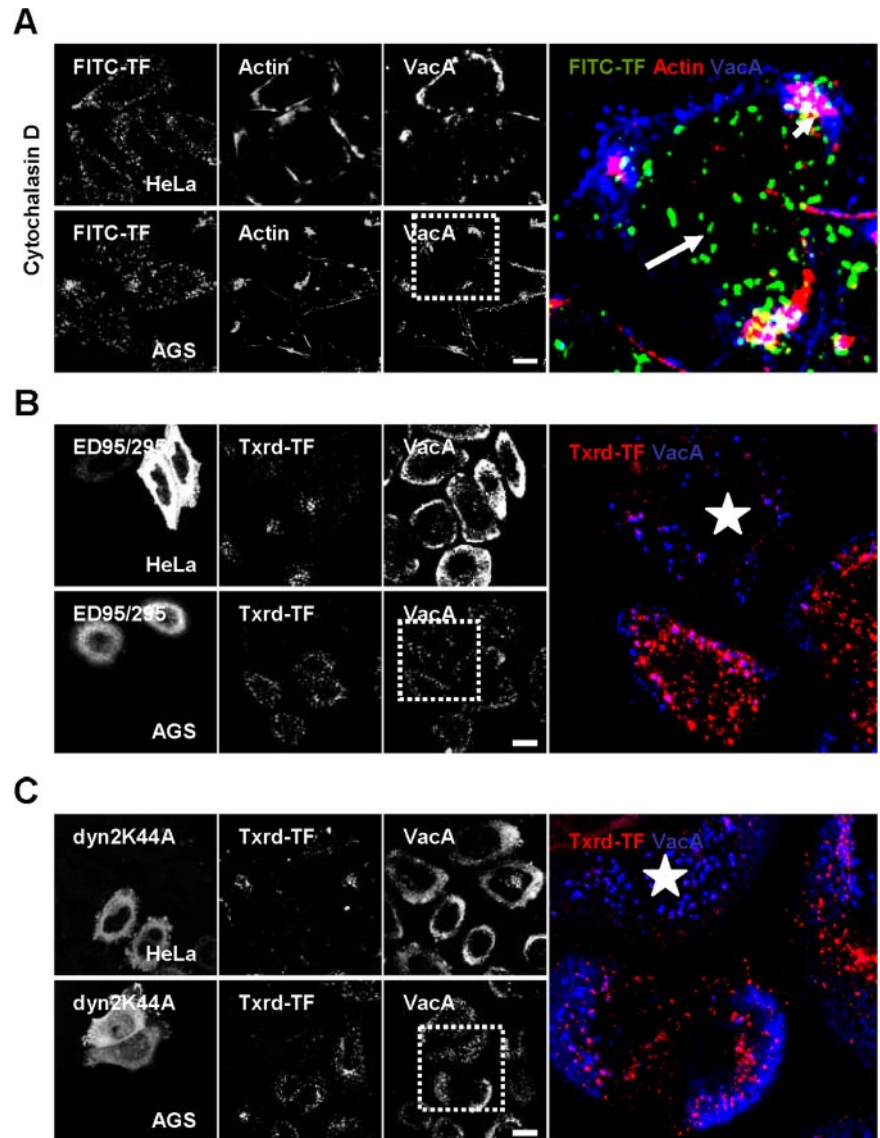 A
Cytochalasin D
FITC-TF Actin VacA FITC-TF Actin VacA
HeLa
FITC-TF Actin VacA
AGS
B
ED95/295 Txrd-TF VacA Txrd-TF VacA
HeLa
ED95/295 Txrd-TF VacA
AGS
C
dyn2K44A Txrd-TF VacA Txrd-TF VacA
HeLa
dyn2K44A Txrd-TF VacA
AGS